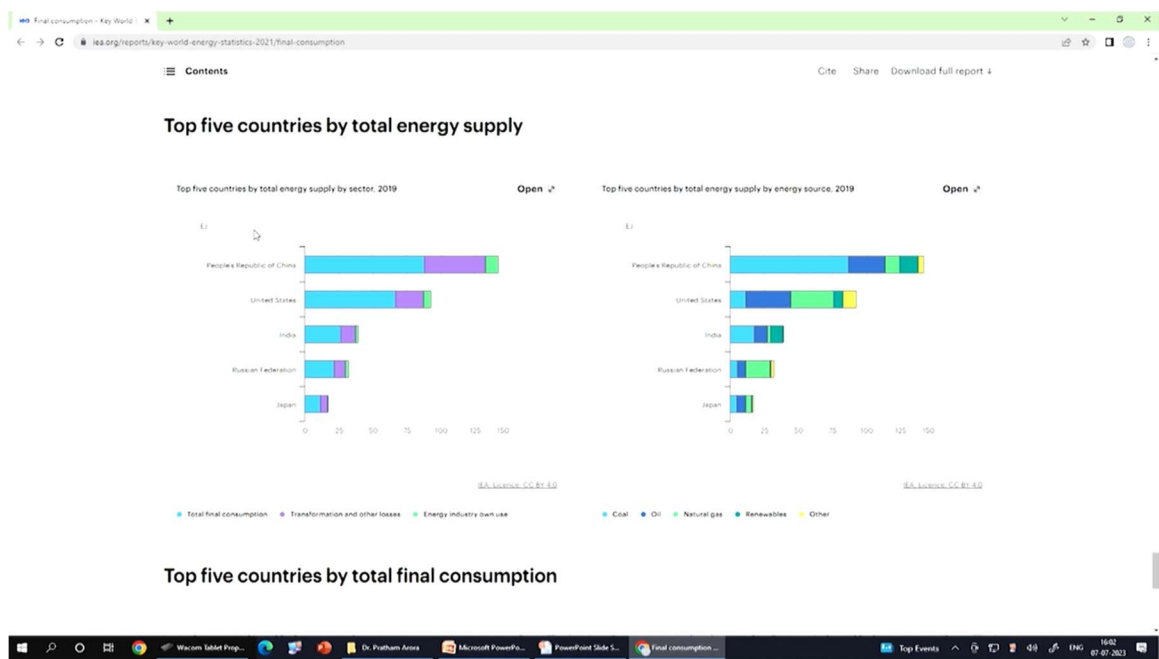 Final consumption – Key World
iea.org/reports/key-world-energy-statistics-2021/final-consumption
Contents
Cite Share Download full report ↓
Top five countries by total energy supply
Top five countries by total energy supply by sector, 2019
Open
EJ
People's Republic of China
United States
India
Russian Federation
Japan
0 25 50 75 100 125 150
IEA. Licence: CC BY 4.0
Total final consumption Transformation and other losses Energy industry own use
Top five countries by total energy supply by energy source, 2019
Open
EJ
People's Republic of China
United States
India
Russian Federation
Japan
0 25 50 75 100 125 150
IEA. Licence: CC BY 4.0
Coal Oil Natural gas Renewables Other
Top five countries by total final consumption
Wacom Tablet Prop... Dr. Pratham Arora Microsoft PowerPo... PowerPoint Slide S... Final consumption ... Top Events ENG
16:02
07-07-2023